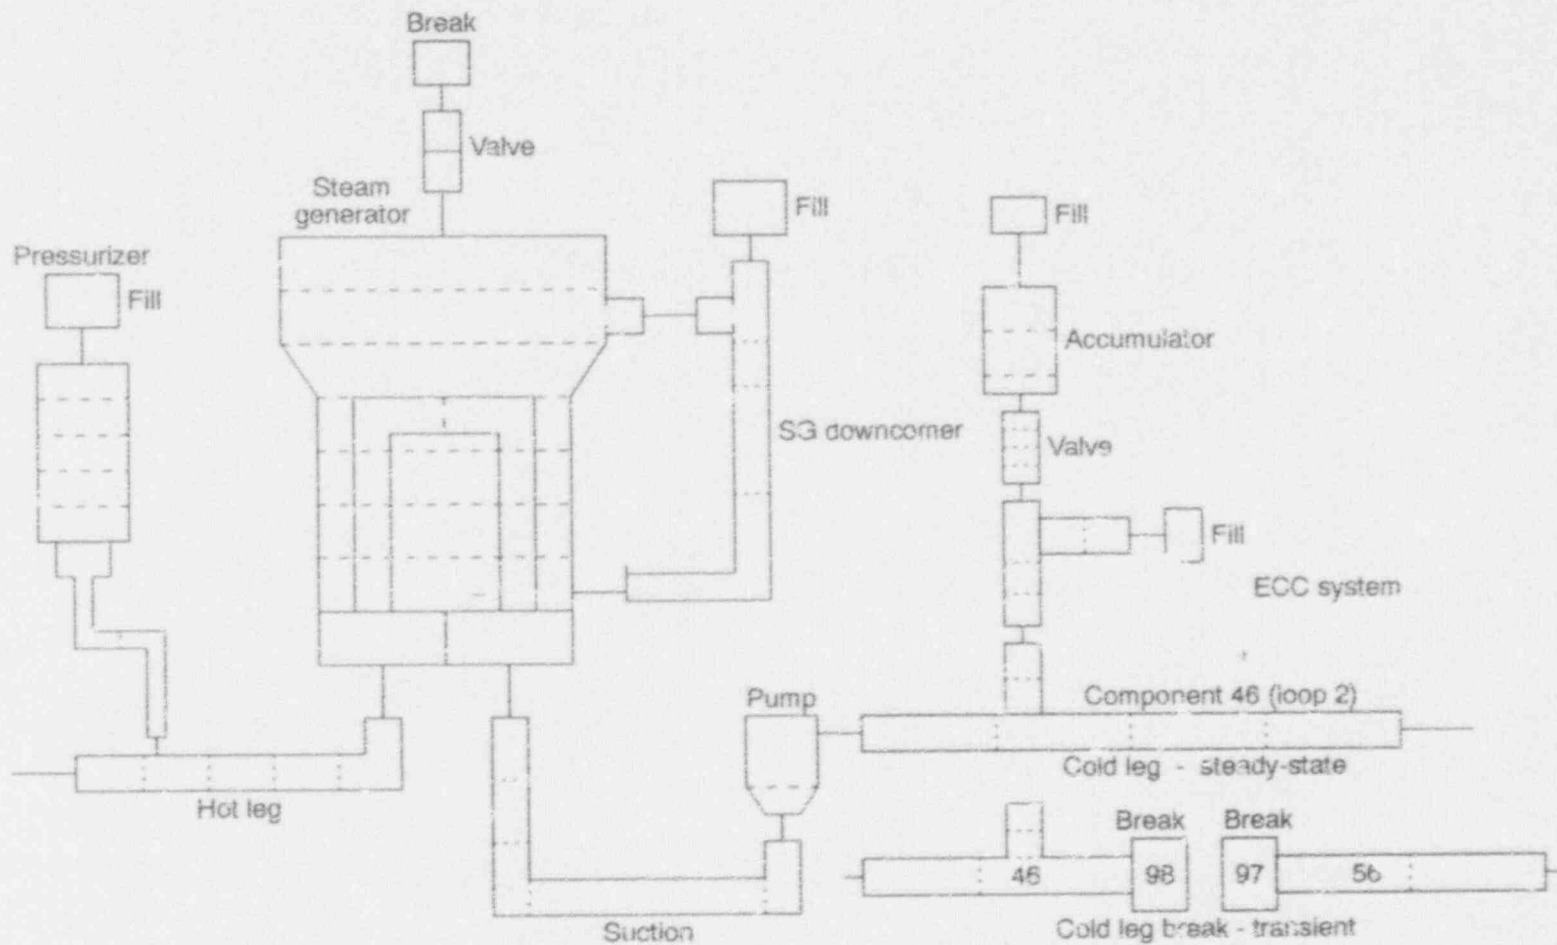 Break
Valve
Steam
generator
Fill
Fill
Pressurizer
Fill
Accumulator
SG downcomer
Valve
Fill
ECC system
Pump
Component 46 (loop 2)
Cold leg - steady-state
Hot leg
Break
Break
46
98
97
56
Suction
Cold leg break - transient